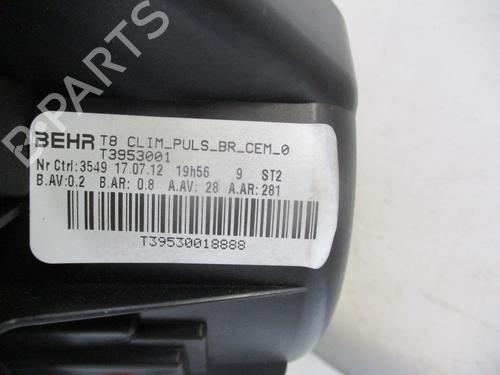 BEHR T8 CLIM_PULS_BR_CEM_0
T3953001
Nr Ctrl:3549 17.07.12 19h56 9 ST2
B.AV:0.2 B.AR: 0.8 A.AV: 28 A.AR:281
T39530018888
B-PARTS